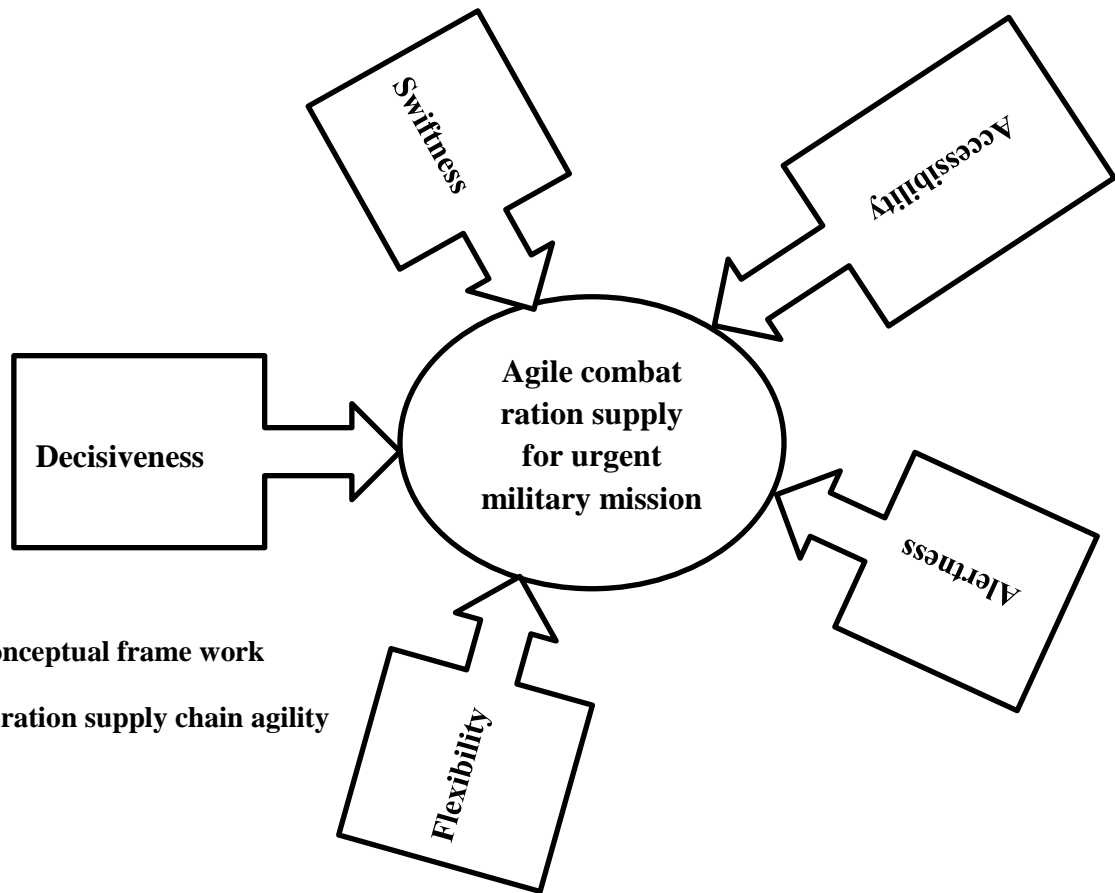 Swiftness
Accessibility
Agile combat
ration supply
for urgent
military mission
Decisiveness
Alertness
onceptual frame work
ration supply chain agility
Flexibility